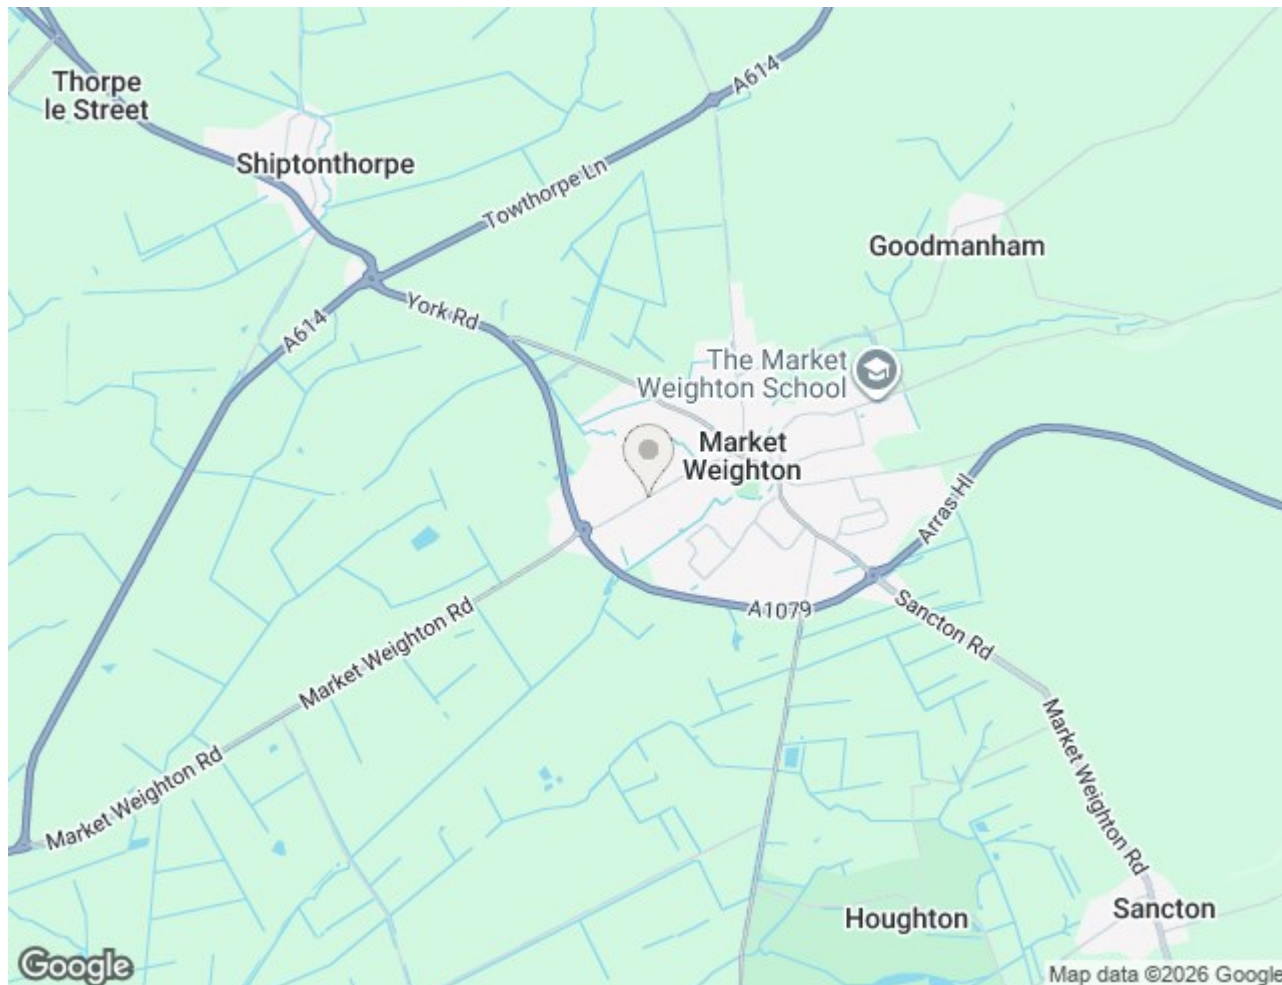 Thorpe
le Street
A614
Shiptonthorpe
Towthorpe Ln
Goodmanham
York Rd
A614
The Market
Weighton School
Market
Weighton
Arras Hl
A1079
Sancton Rd
Market Weighton Rd
Market Weighton Rd
Market Weighton Rd
Houghton
Sancton
Google
Map data ©2026 Google